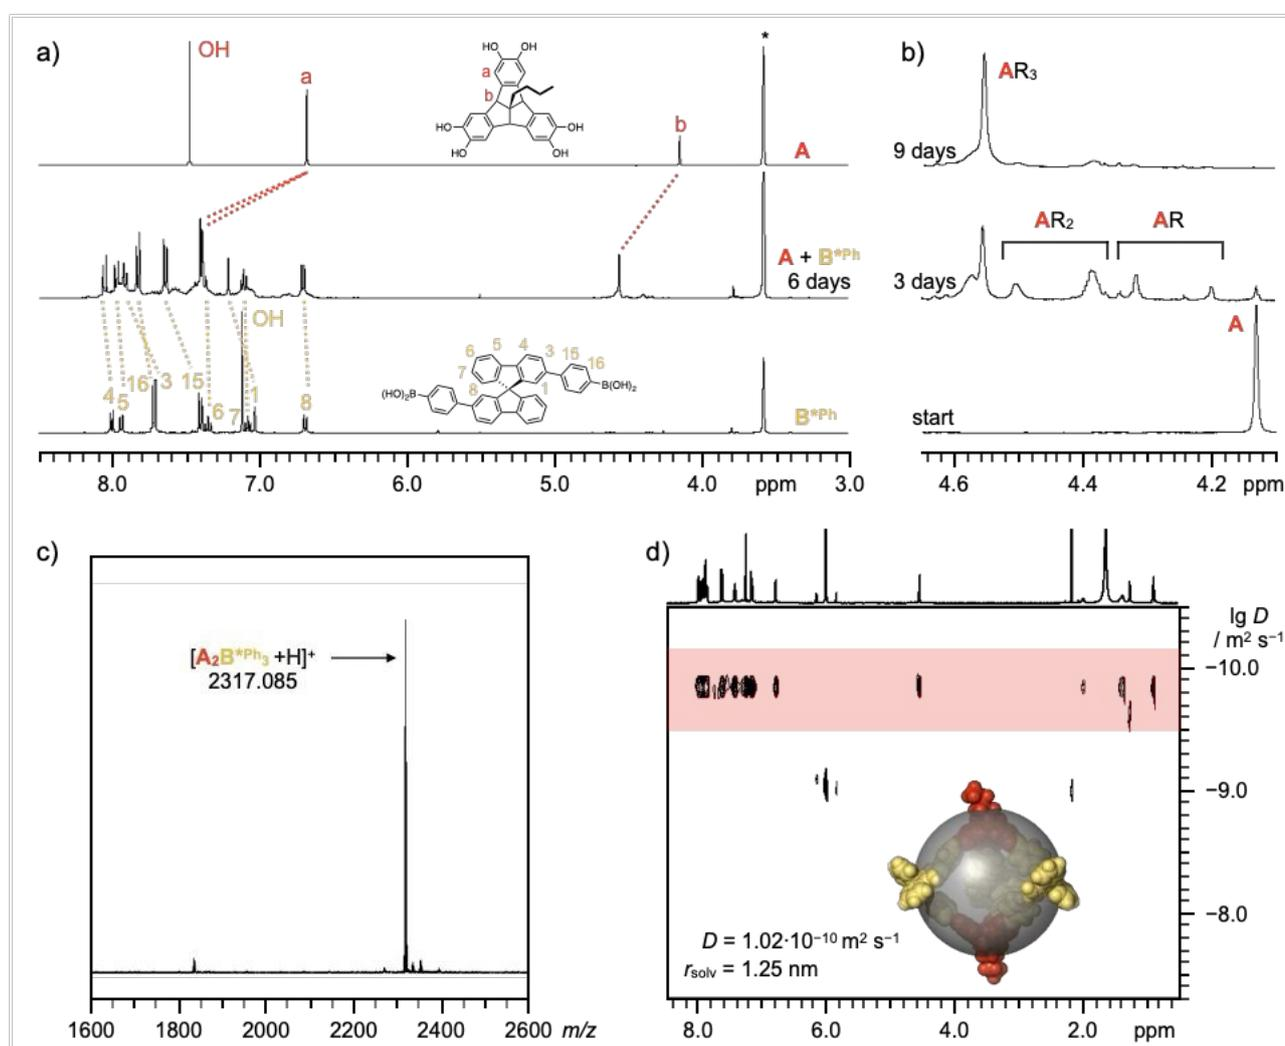 a)
OH
a
HO OH
a
b
HO
HO
OH
OH
b
*
A
A + B*Ph
6 days
OH
4 5 16 3 15 6 7 1 8
6 5 4 3 15 16
7
8
1
(HO)₂B
B(OH)₂
B*Ph
8.0 7.0 6.0 5.0 4.0 ppm 3.0
b)
AR₃
9 days
AR₂ AR
3 days
A
start
4.6 4.4 4.2 ppm
c)
[A₂B*Ph₃ +H]⁺
2317.085
1600 1800 2000 2200 2400 2600 m/z
d)
lg D
/ m² s⁻¹
−10.0
−9.0
−8.0
D = 1.02·10⁻¹⁰ m² s⁻¹
rsolv = 1.25 nm
8.0 6.0 4.0 2.0 ppm